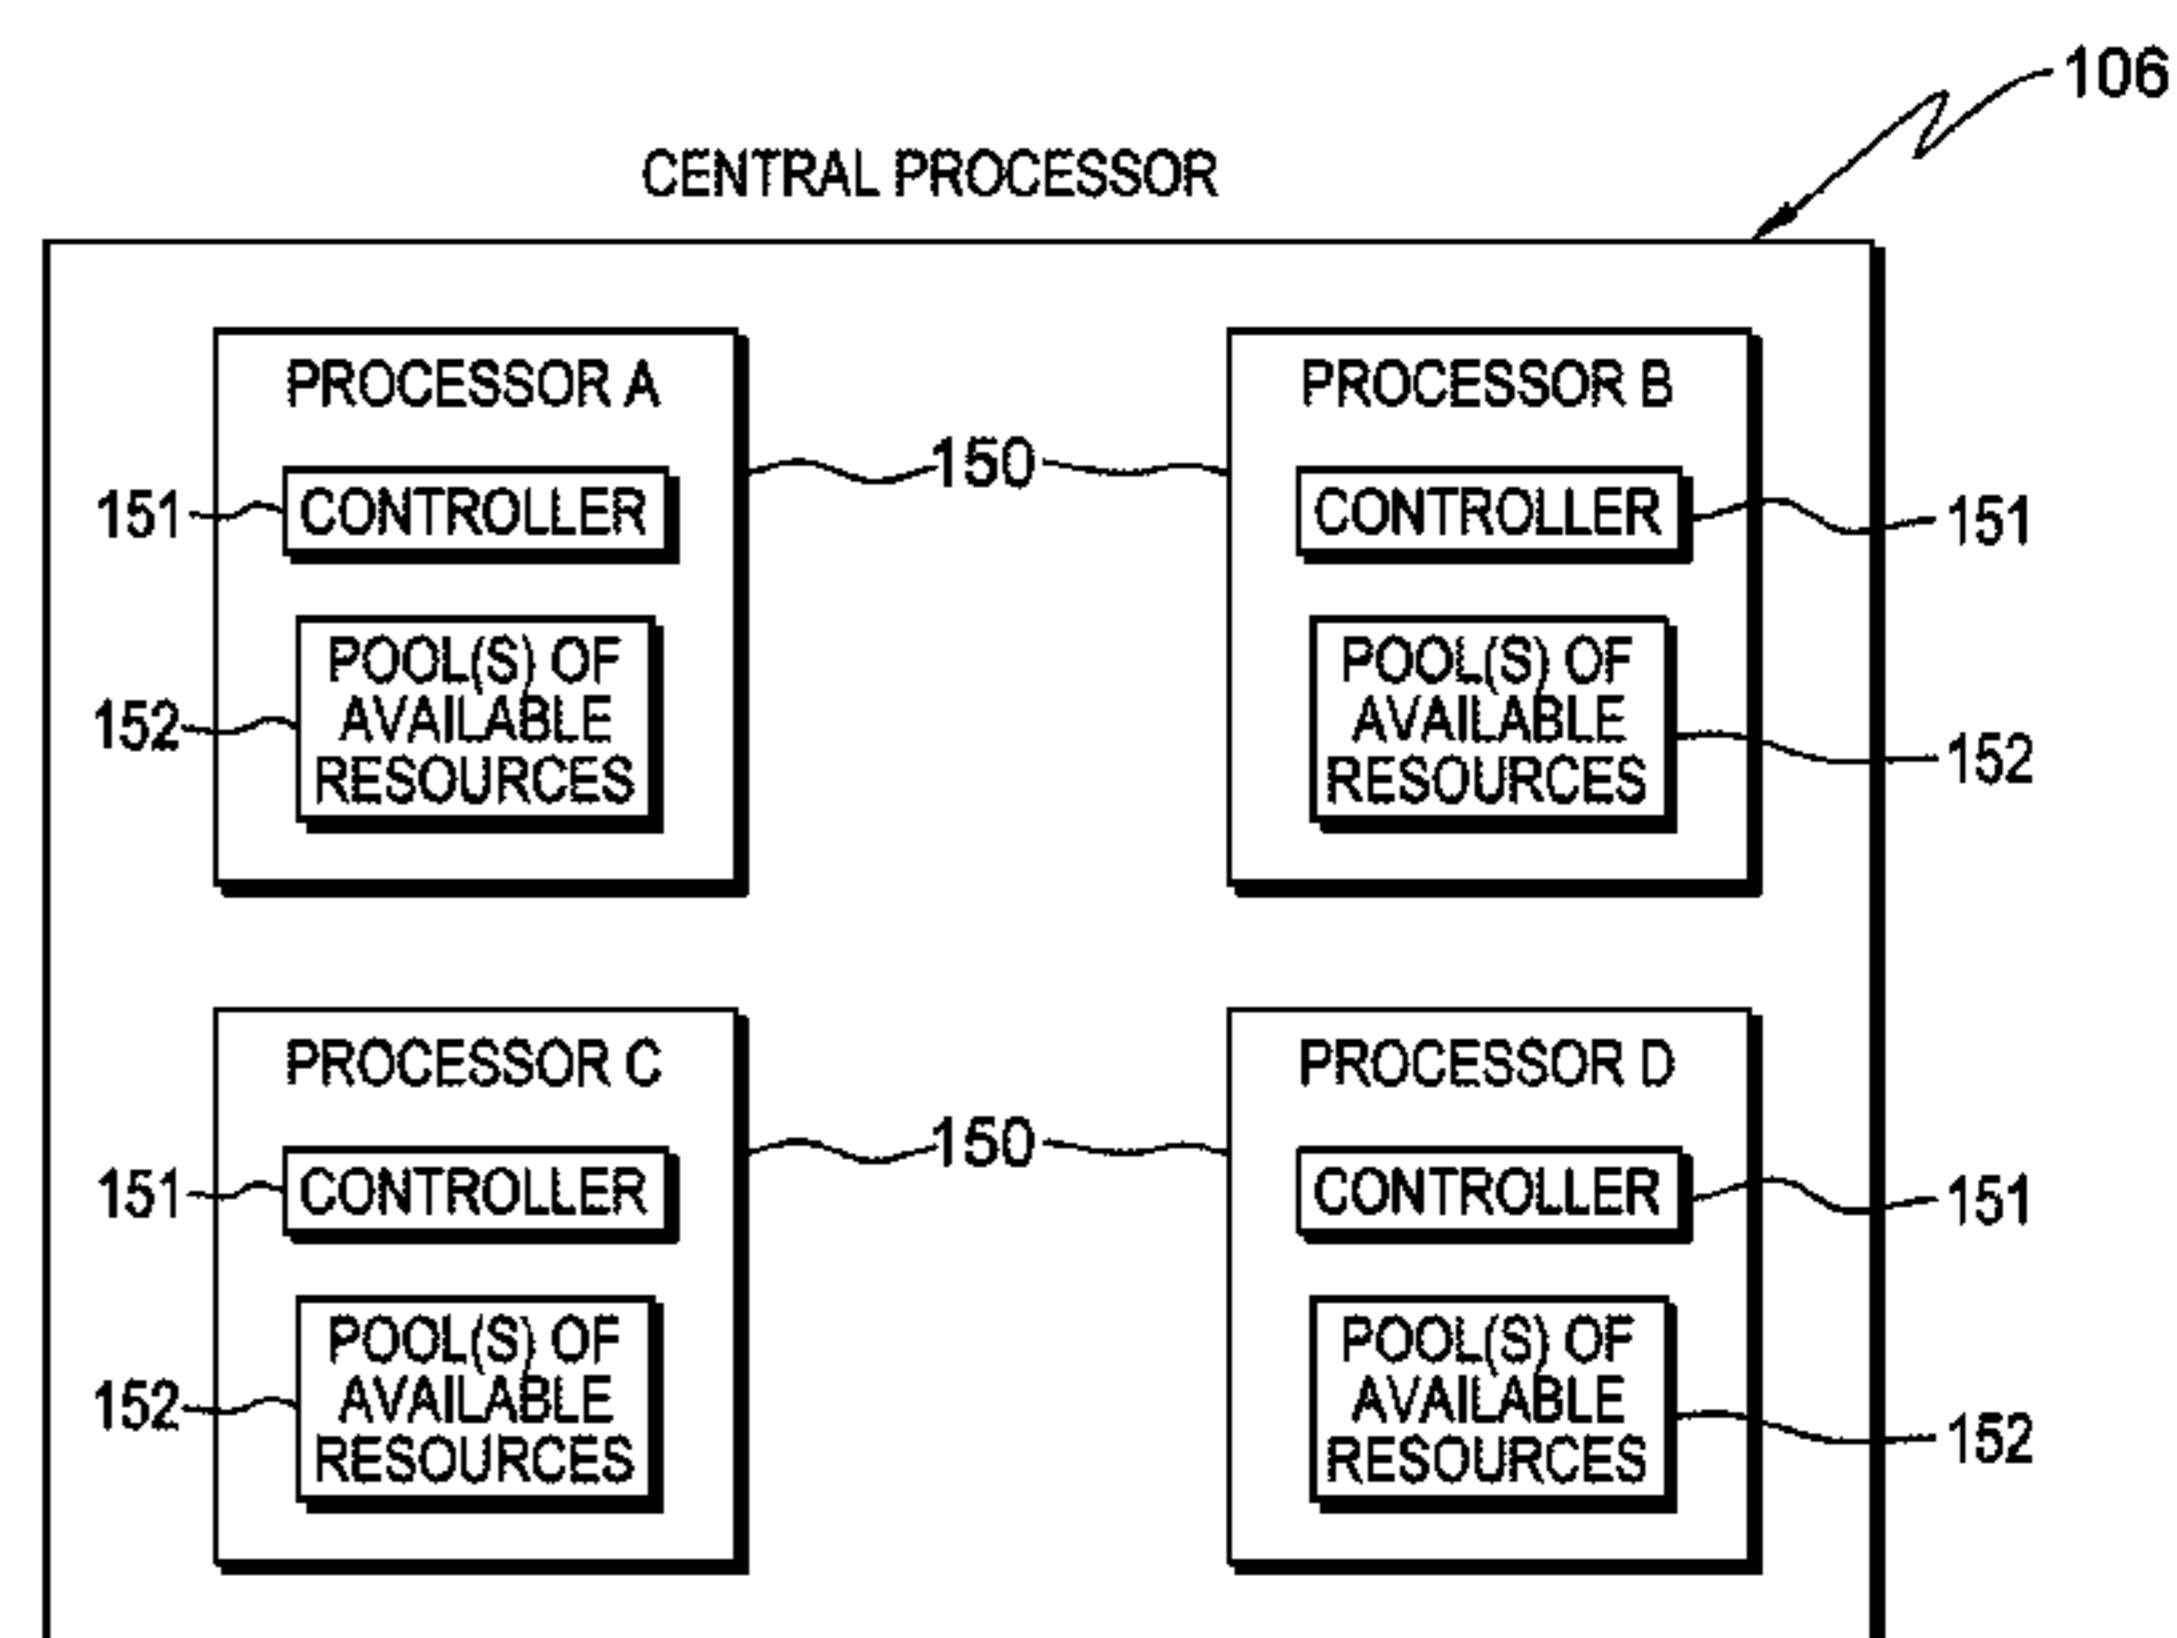 106
CENTRAL PROCESSOR
PROCESSOR A
PROCESSOR B
150
151
CONTROLLER
CONTROLLER
151
152
POOL(S) OF
AVAILABLE
RESOURCES
POOL(S) OF
AVAILABLE
RESOURCES
152
PROCESSOR C
PROCESSOR D
150
151
CONTROLLER
CONTROLLER
151
152
POOL(S) OF
AVAILABLE
RESOURCES
POOL(S) OF
AVAILABLE
RESOURCES
152